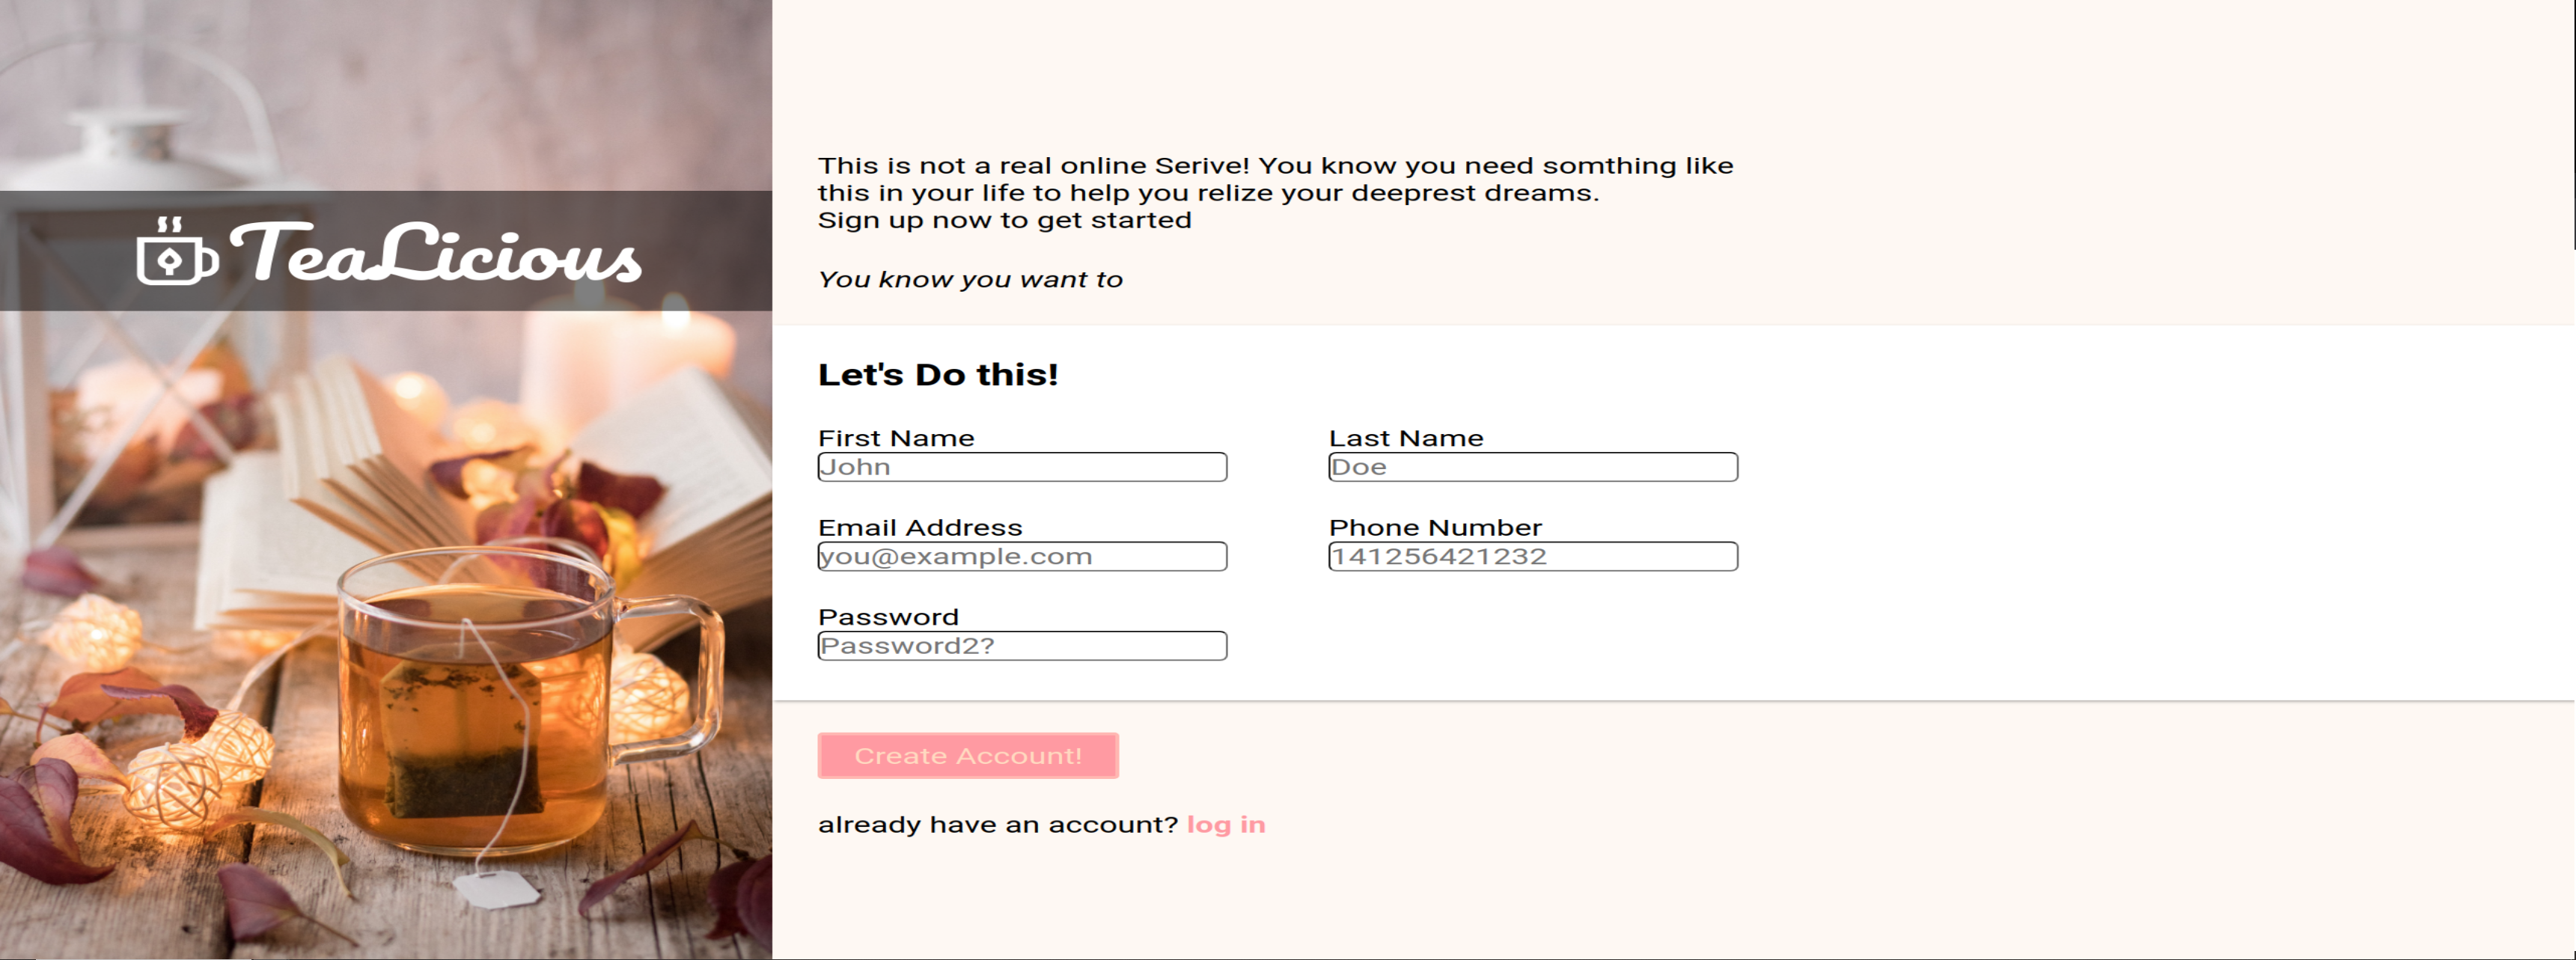 TeaLicious
This is not a real online Serive! You know you need somthing like
this in your life to help you relize your deeprest dreams.
Sign up now to get started
You know you want to
Let's Do this!
First Name
Last Name
John
Doe
Email Address
Phone Number
you@example.com
141256421232
Password
Password2?
Create Account!
already have an account? log in